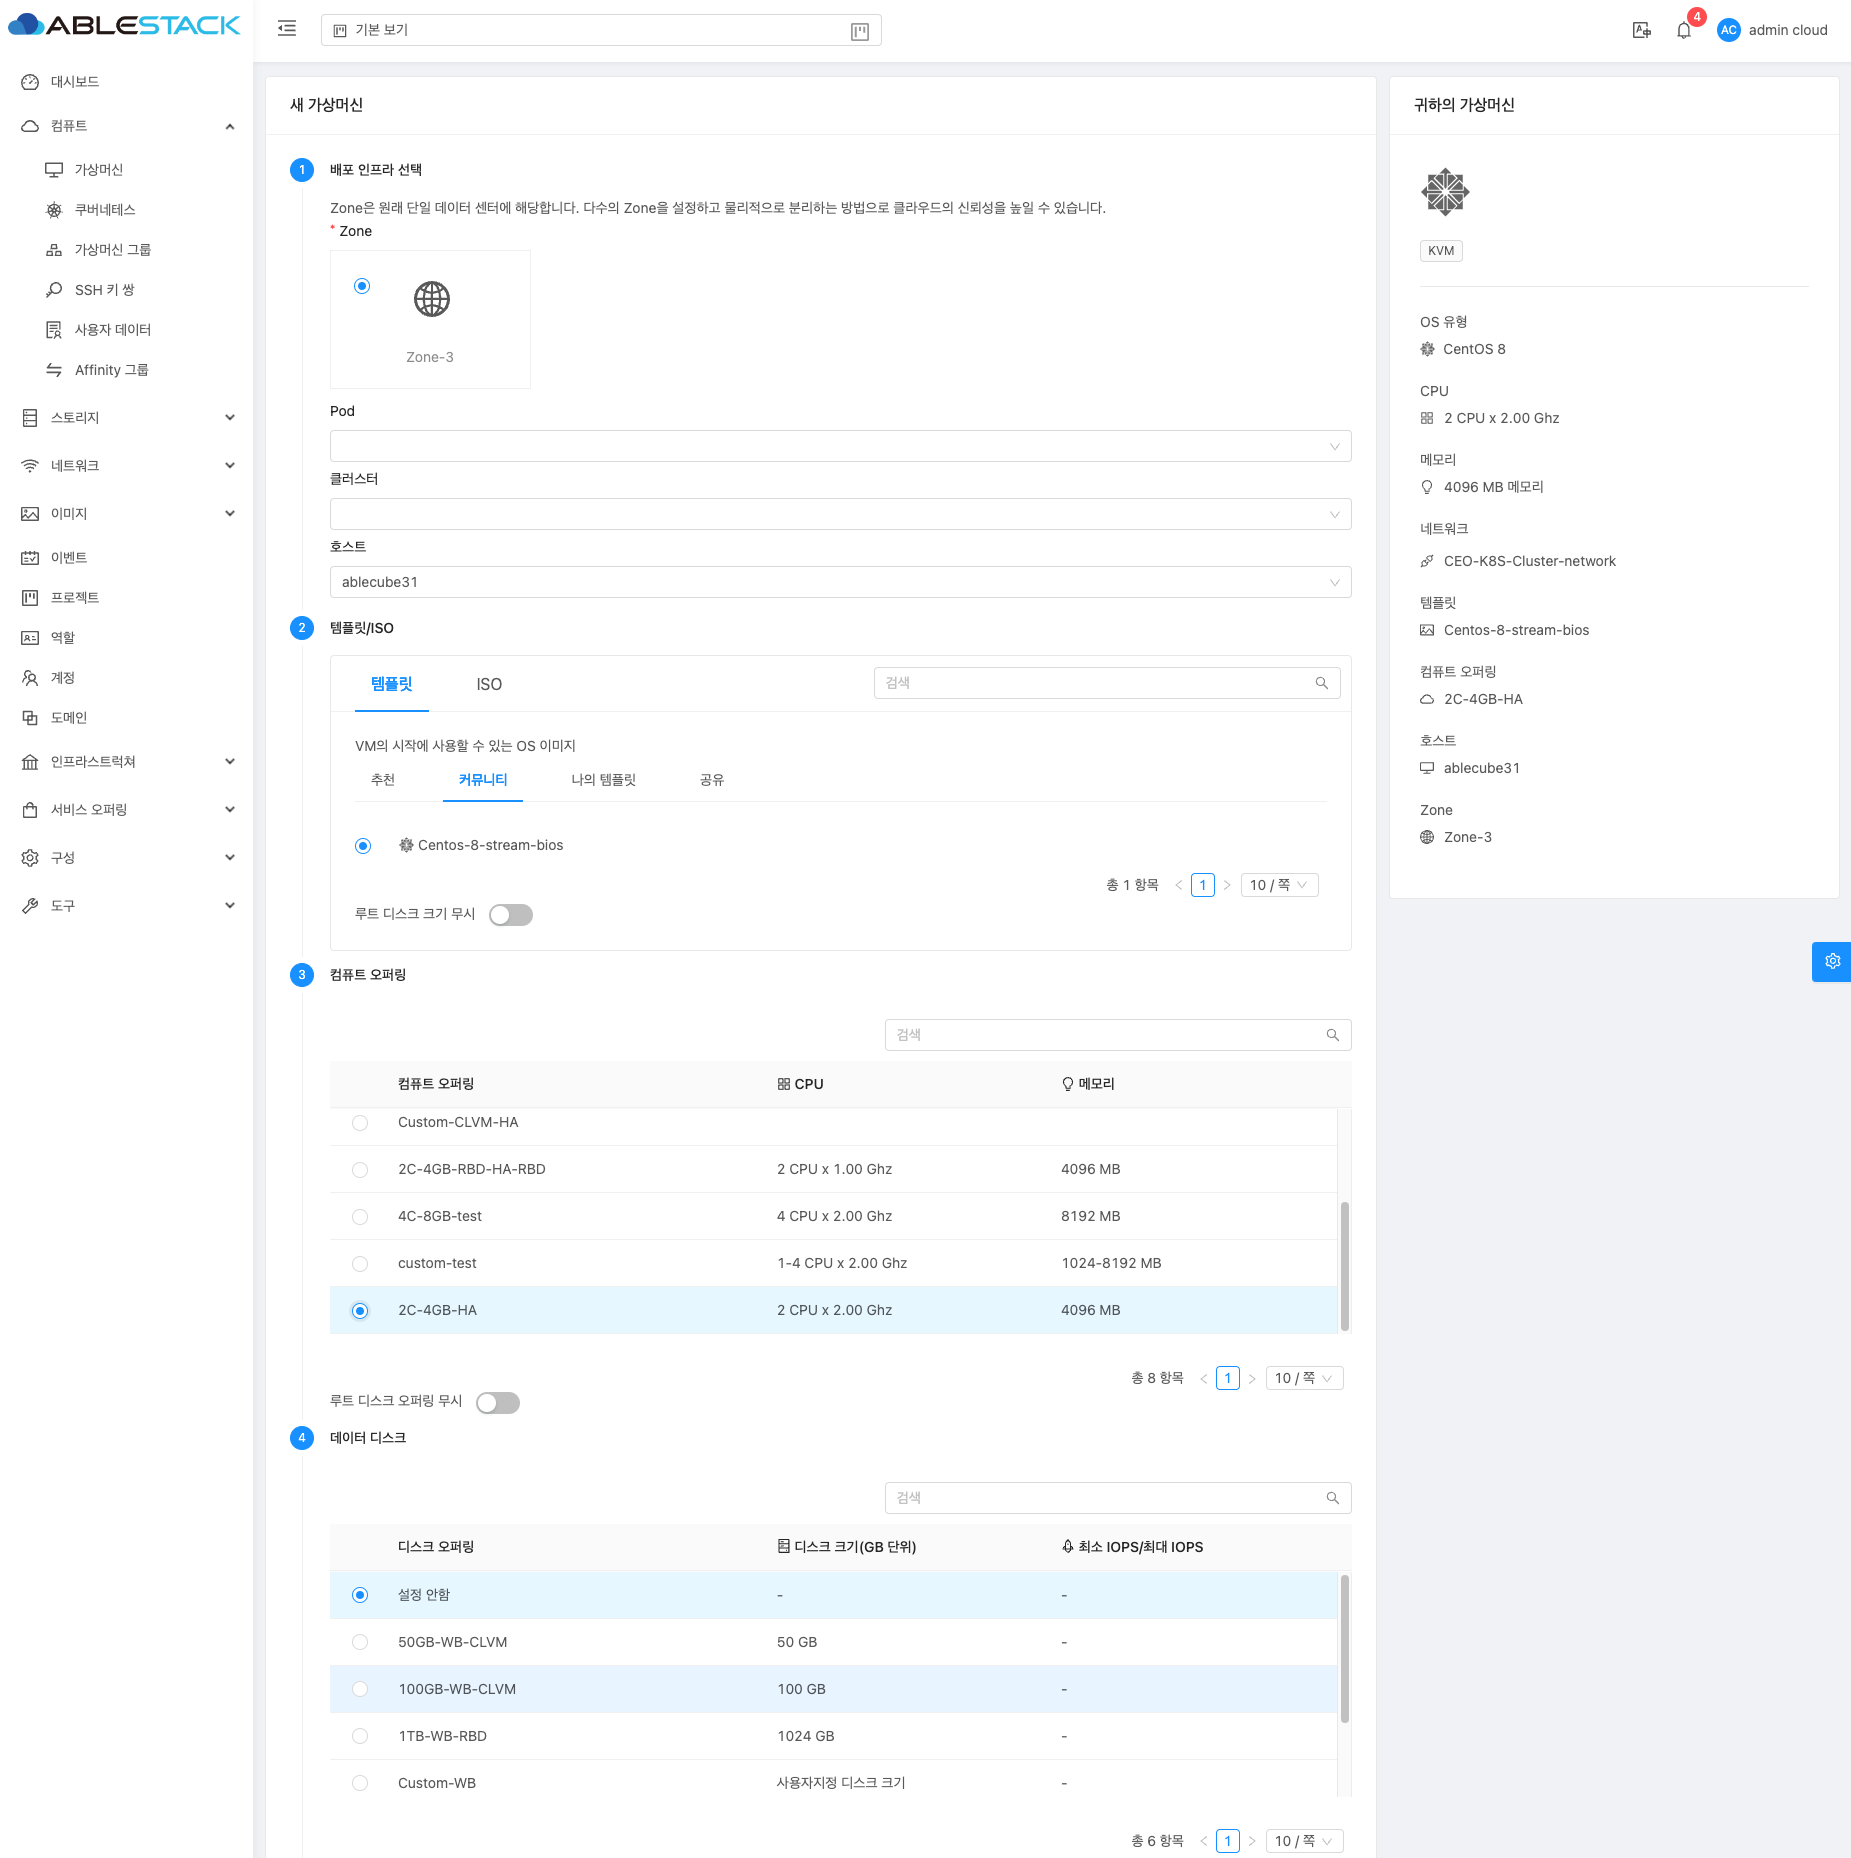 ABLESTACK
기본 보기
4
AC
admin cloud
대시보드
컴퓨트
가상머신
쿠버네테스
가상머신 그룹
SSH 키 쌍
사용자 데이터
Affinity 그룹
스토리지
네트워크
이미지
이벤트
프로젝트
역할
계정
도메인
인프라스트럭쳐
서비스 오퍼링
구성
도구
새 가상머신
1
배포 인프라 선택
Zone은 원래 단일 데이터 센터에 해당합니다. 다수의 Zone을 설정하고 물리적으로 분리하는 방법으로 클라우드의 신뢰성을 높일 수 있습니다.
* Zone
Zone-3
Pod
클러스터
호스트
ablecube31
2
템플릿/ISO
템플릿
ISO
검색
VM의 시작에 사용할 수 있는 OS 이미지
추천
커뮤니티
나의 템플릿
공유
Centos-8-stream-bios
총 1 항목
1
10 / 쪽
루트 디스크 크기 무시
3
컴퓨트 오퍼링
검색
컴퓨트 오퍼링
CPU
메모리
Custom-CLVM-HA
2C-4GB-RBD-HA-RBD
2 CPU x 1.00 Ghz
4096 MB
4C-8GB-test
4 CPU x 2.00 Ghz
8192 MB
custom-test
1-4 CPU x 2.00 Ghz
1024-8192 MB
2C-4GB-HA
2 CPU x 2.00 Ghz
4096 MB
총 8 항목
1
10 / 쪽
루트 디스크 오퍼링 무시
4
데이터 디스크
검색
디스크 오퍼링
디스크 크기(GB 단위)
최소 IOPS/최대 IOPS
설정 안함
-
-
50GB-WB-CLVM
50 GB
-
100GB-WB-CLVM
100 GB
-
1TB-WB-RBD
1024 GB
-
Custom-WB
사용자지정 디스크 크기
-
총 6 항목
1
10 / 쪽
귀하의 가상머신
KVM
OS 유형
CentOS 8
CPU
2 CPU x 2.00 Ghz
메모리
4096 MB 메모리
네트워크
CEO-K8S-Cluster-network
템플릿
Centos-8-stream-bios
컴퓨트 오퍼링
2C-4GB-HA
호스트
ablecube31
Zone
Zone-3